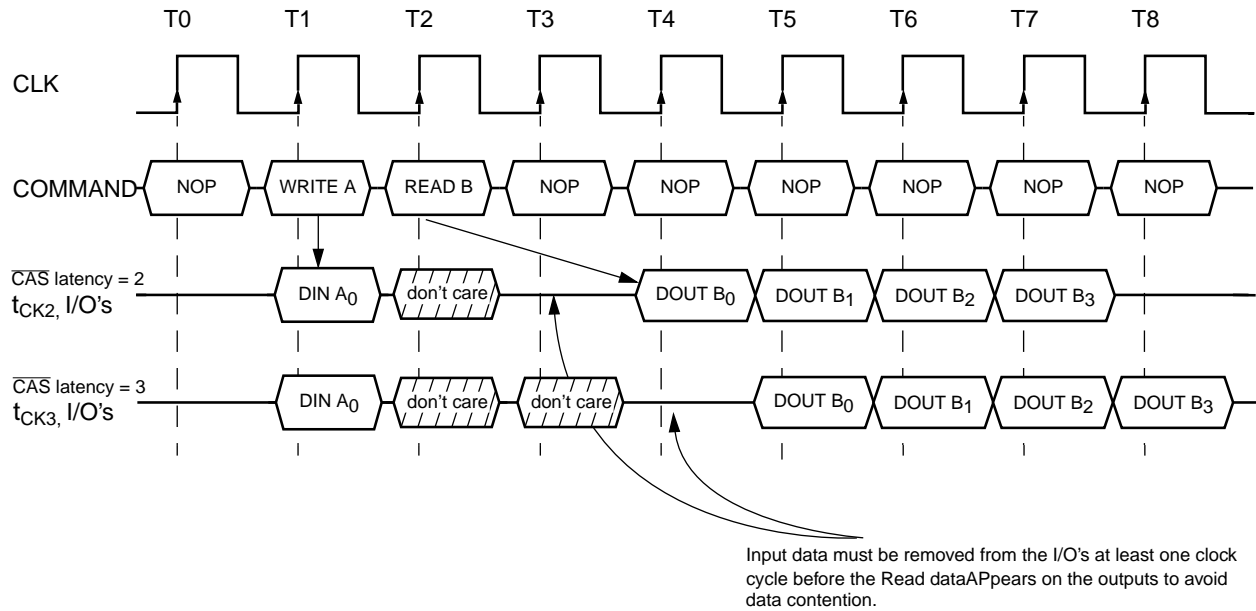 T0 T1 T2 T3 T4 T5 T6 T7 T8
CLK
COMMAND NOP WRITE A READ B NOP NOP NOP NOP NOP NOP
CAS latency = 2
tCK2, I/O's DIN A0 don't care DOUT B0 DOUT B1 DOUT B2 DOUT B3
CAS latency = 3
tCK3, I/O's DIN A0 don't care don't care DOUT B0 DOUT B1 DOUT B2 DOUT B3
Input data must be removed from the I/O's at least one clock
cycle before the Read dataAPpears on the outputs to avoid
data contention.